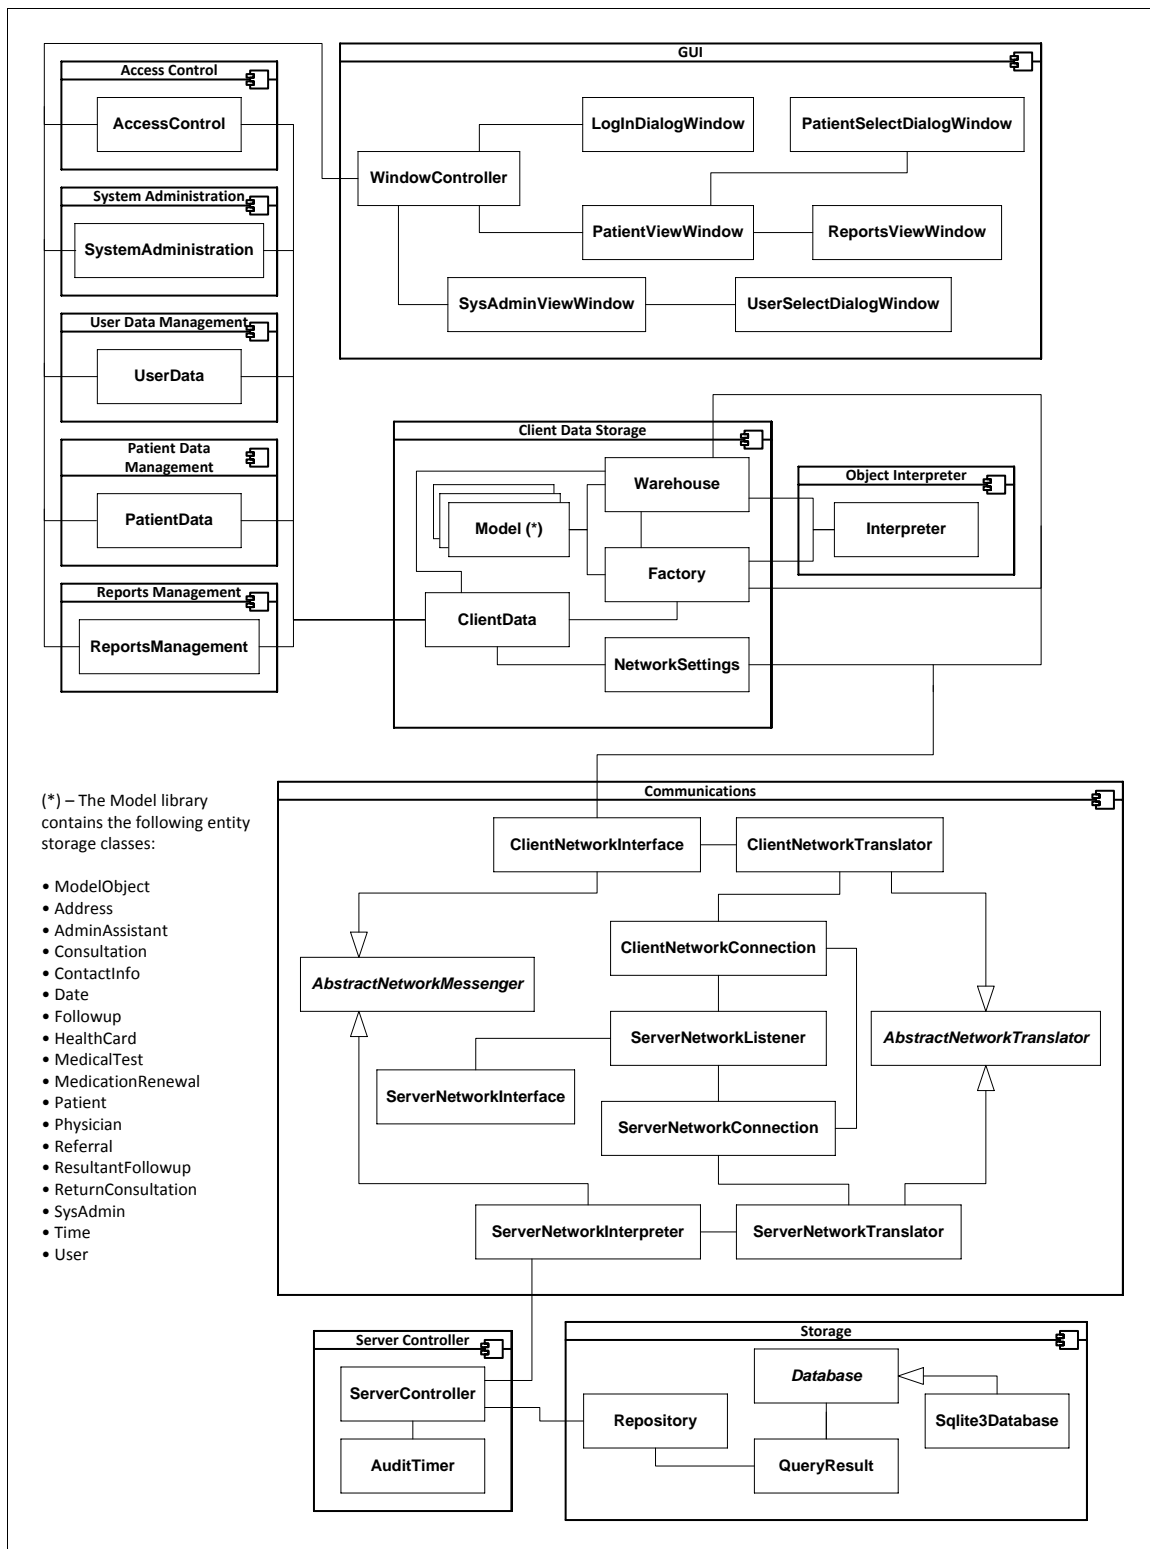 GUI
Access Control
AccessControl
LogInDialogWindow
PatientSelectDialogWindow
WindowController
System Administration
SystemAdministration
PatientViewWindow
ReportsViewWindow
SysAdminViewWindow
UserSelectDialogWindow
User Data Management
UserData
Patient Data
Management
PatientData
Reports Management
ReportsManagement
Client Data Storage
Warehouse
Model (*)
Factory
ClientData
NetworkSettings
Object Interpreter
Interpreter
(*) – The Model library
contains the following entity
storage classes:
• ModelObject
• Address
• AdminAssistant
• Consultation
• ContactInfo
• Date
• Followup
• HealthCard
• MedicalTest
• MedicationRenewal
• Patient
• Physician
• Referral
• ResultantFollowup
• ReturnConsultation
• SysAdmin
• Time
• User
Communications
ClientNetworkInterface
ClientNetworkTranslator
ClientNetworkConnection
AbstractNetworkMessenger
ServerNetworkListener
AbstractNetworkTranslator
ServerNetworkInterface
ServerNetworkConnection
ServerNetworkInterpreter
ServerNetworkTranslator
Server Controller
ServerController
AuditTimer
Storage
Database
Repository
Sqlite3Database
QueryResult